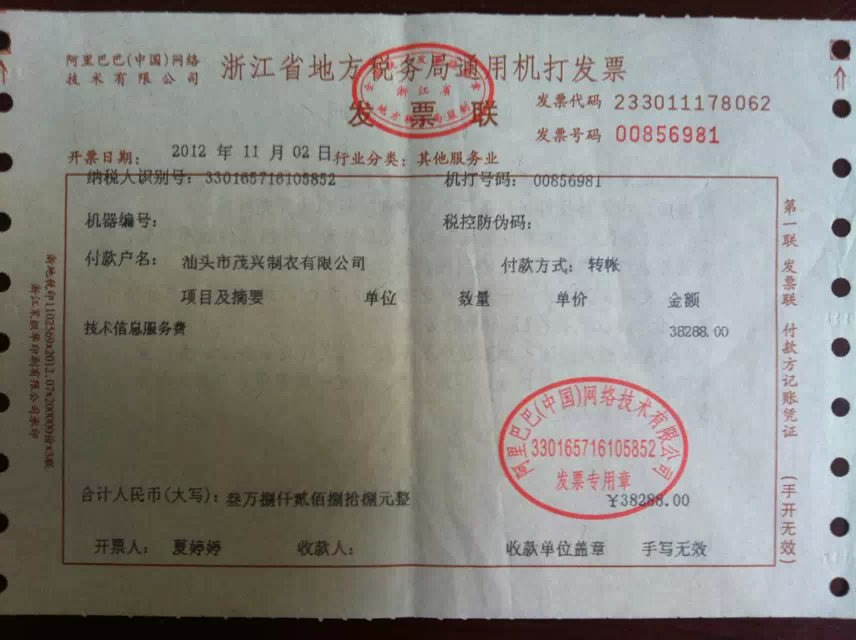 阿里巴巴(中国)网络
技术有限公司
浙江省地方税务局通用机打发票
发票联
浙江省
发票代码 233011178062
发票号码 00856981
开票日期： 2012 年 11 月 02 日 行业分类：其他服务业
纳税人识别号：330165716105852 机打号码：00856981
机器编号： 税控防伪码：
付款户名： 汕头市茂兴制衣有限公司 付款方式：转帐
项目及摘要 单位 数量 单价 金额
技术信息服务费 38288.00
阿里巴巴(中国)网络技术有限公司
330165716105852
发票专用章
合计人民币(大写)：叁万捌仟贰佰捌拾捌元整 ¥38288.00
开票人： 夏婷婷 收款人： 收款单位盖章 手写无效
第一联 发票联 付款方记账凭证 (手开无效)